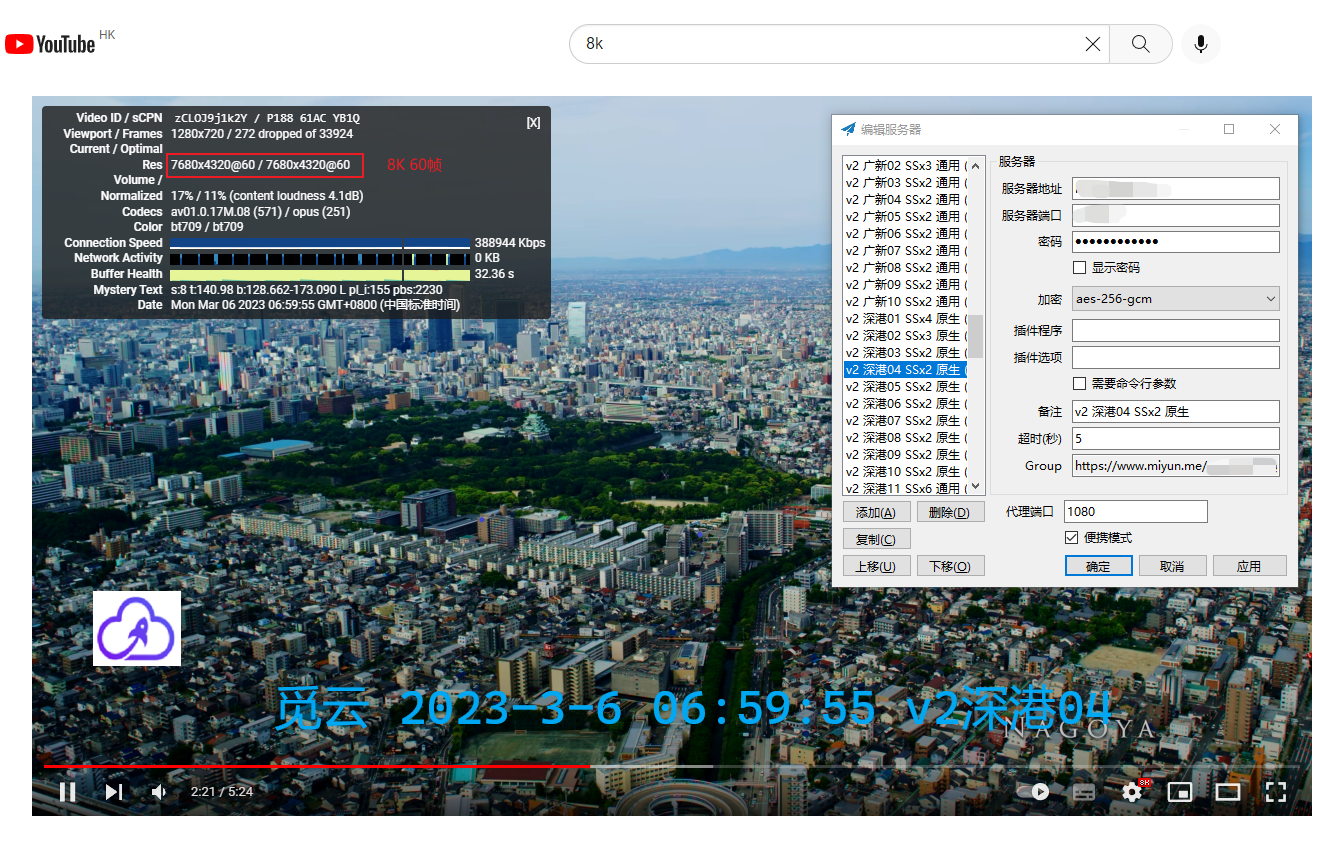 YouTube HK
8k
Video ID / sCPN zCLOJ9j1k2Y / P188 61AC YB1Q
[X]
Viewport / Frames 1280x720 / 272 dropped of 33924
Current / Optimal
Res 7680x4320@60 / 7680x4320@60
8K 60帧
Volume /
Normalized 17% / 11% (content loudness 4.1dB)
Codecs av01.0.17M.08 (571) / opus (251)
Color bt709 / bt709
Connection Speed 388944 Kbps
Network Activity 0 KB
Buffer Health 32.36 s
Mystery Text s:8 t:140.98 b:128.662-173.090 L pl_i:155 pbs:2230
Date Mon Mar 06 2023 06:59:55 GMT+0800 (中国标准时间)
编辑服务器
v2 广新02 SSx3 通用 (
v2 广新03 SSx2 通用 (
v2 广新04 SSx2 通用 (
v2 广新05 SSx2 通用 (
v2 广新06 SSx2 通用 (
v2 广新07 SSx2 通用 (
v2 广新08 SSx2 通用 (
v2 广新09 SSx2 通用 (
v2 广新10 SSx2 通用 (
v2 深港01 SSx4 原生 (
v2 深港02 SSx3 原生 (
v2 深港03 SSx2 原生 (
v2 深港04 SSx2 原生 (
v2 深港05 SSx2 原生 (
v2 深港06 SSx2 原生 (
v2 深港07 SSx2 原生 (
v2 深港08 SSx2 原生 (
v2 深港09 SSx2 原生 (
v2 深港10 SSx2 原生 (
v2 深港11 SSx6 通用 (
添加(A) 删除(D)
复制(C)
上移(U) 下移(O)
服务器
服务器地址
服务器端口
密码
显示密码
加密 aes-256-gcm
插件程序
插件选项
需要命令行参数
备注 v2 深港04 SSx2 原生
超时(秒) 5
Group https://www.miyun.me/
代理端口 1080
便携模式
确定 取消 应用
觅云 2023-3-6 06:59:55 v2深港04
NAGOYA
2:21 / 5:24
8K